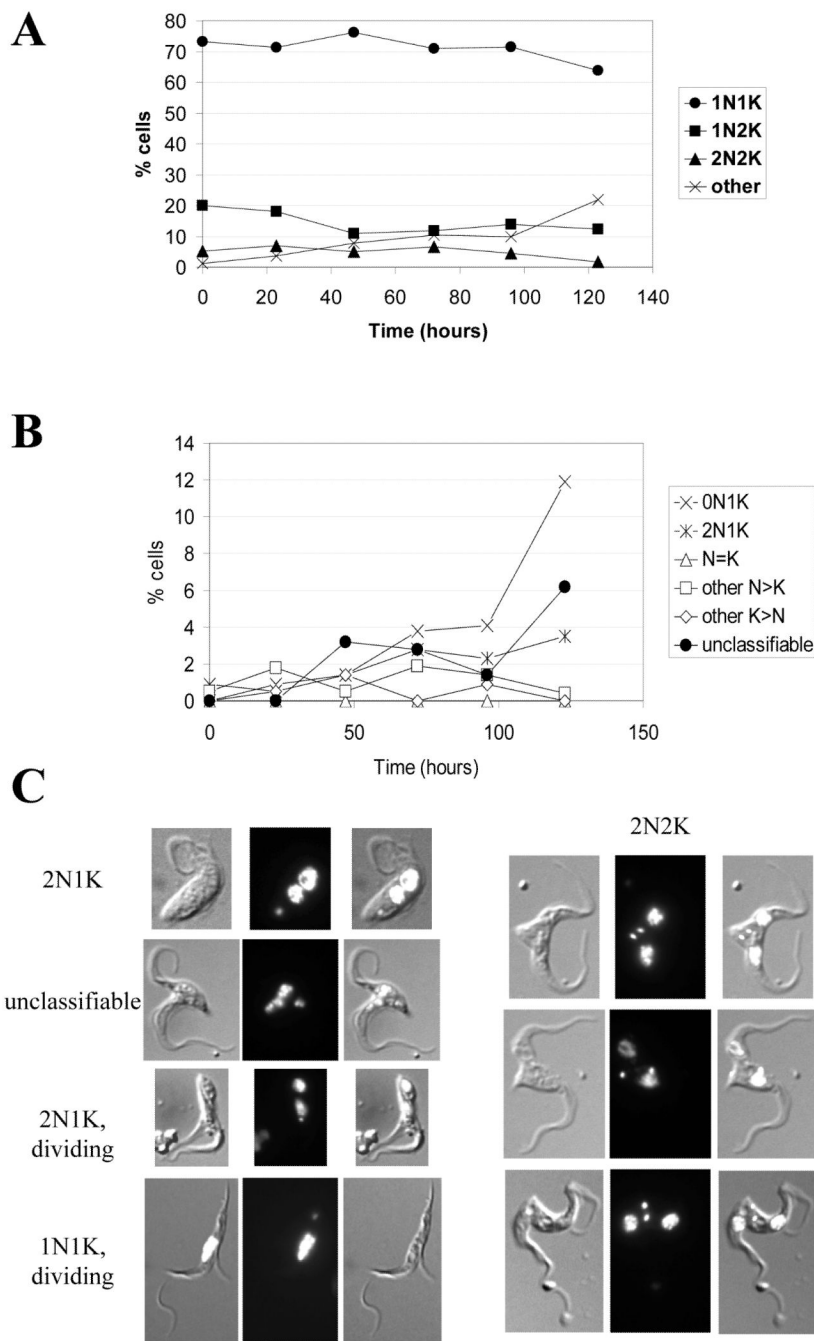 A
80
70
60
50
40
30
20
10
0
% cells
0 20 40 60 80 100 120 140
Time (hours)
1N1K
1N2K
2N2K
other
B
14
12
10
8
6
4
2
0
% cells
0 50 100 150
Time (hours)
0N1K
2N1K
N=K
other N>K
other K>N
unclassifiable
C
2N1K
unclassifiable
2N1K,
dividing
1N1K,
dividing
2N2K